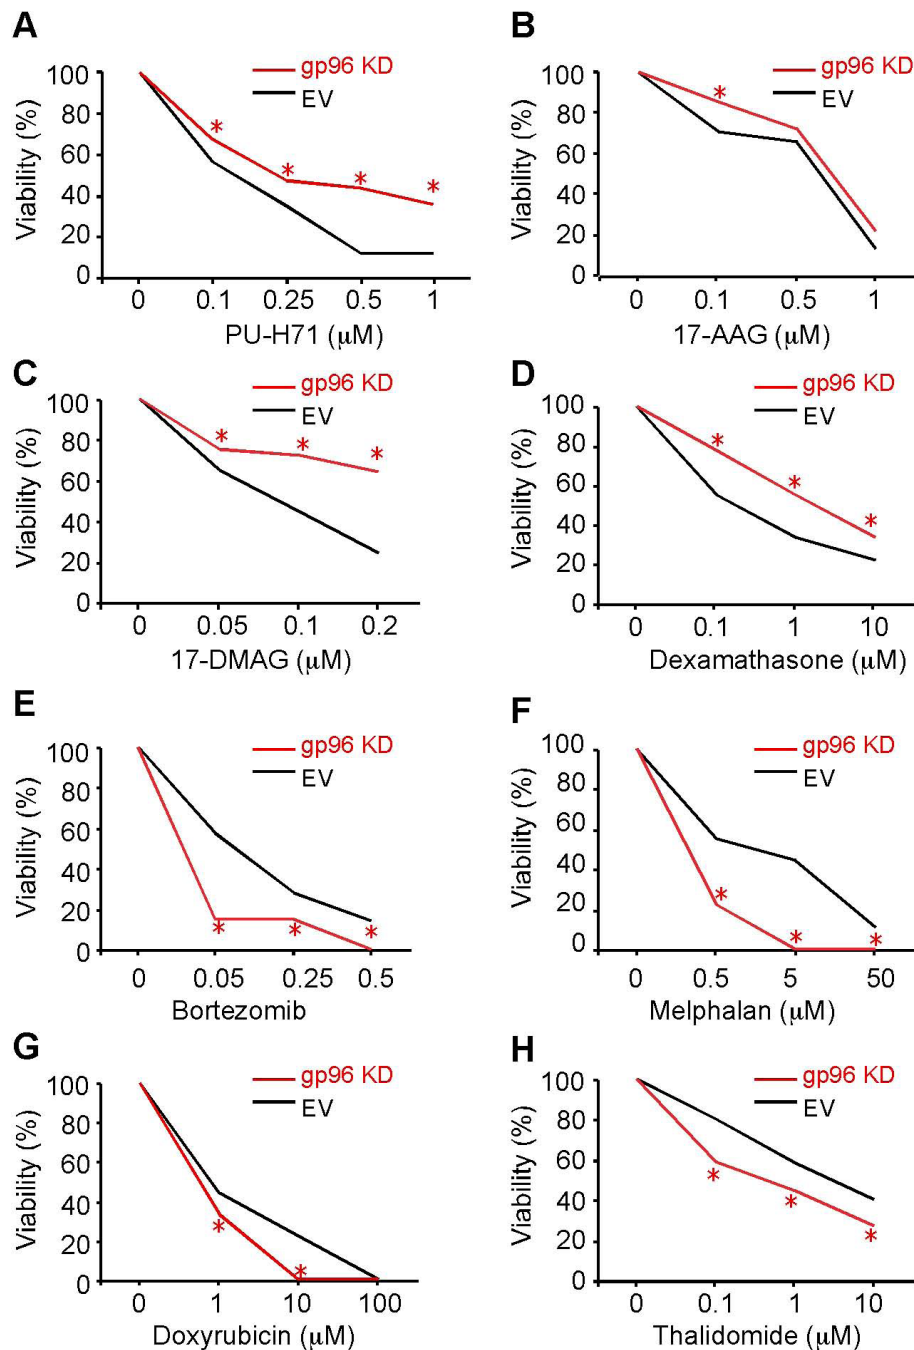 A
gp96 KD
EV
Viability (%)
100
80
60
40
20
0
*
*
*
*
0 0.1 0.25 0.5 1
PU-H71 (μM)
B
gp96 KD
EV
Viability (%)
100
80
60
40
20
0
*
0 0.1 0.5 1
17-AAG (μM)
C
gp96 KD
EV
Viability (%)
100
80
60
40
20
0
*
*
*
0 0.05 0.1 0.2
17-DMAG (μM)
D
gp96 KD
EV
Viability (%)
100
80
60
40
20
0
*
*
*
0 0.1 1 10
Dexamathasone (μM)
E
gp96 KD
EV
Viability (%)
100
80
60
40
20
0
*
*
*
0 0.05 0.25 0.5
Bortezomib
F
gp96 KD
EV
Viability (%)
100
80
60
40
20
0
*
*
*
0 0.5 5 50
Melphalan (μM)
G
gp96 KD
EV
Viability (%)
100
80
60
40
20
0
*
*
0 1 10 100
Doxyrubicin (μM)
H
gp96 KD
EV
Viability (%)
100
80
60
40
20
0
*
*
*
0 0.1 1 10
Thalidomide (μM)